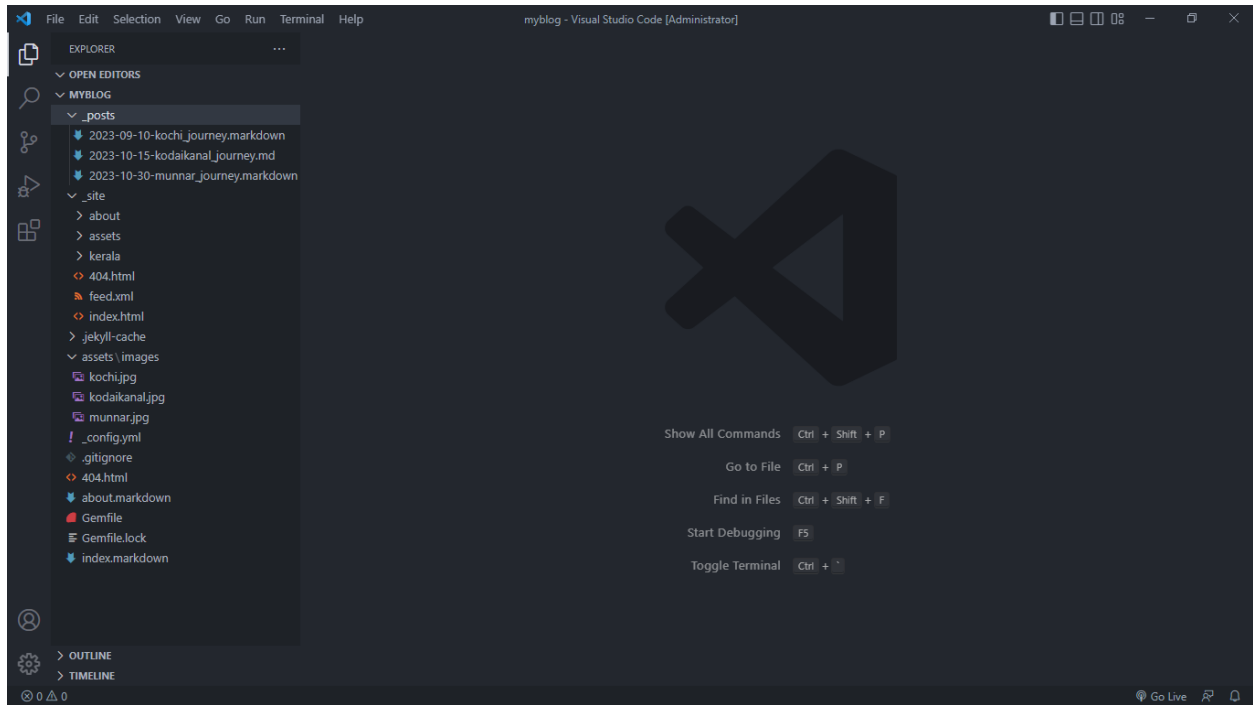 File Edit Selection View Go Run Terminal Help myblog - Visual Studio Code [Administrator]
EXPLORER ...
OPEN EDITORS
MYBLOG
_posts
2023-09-10-kochi_journey.markdown
2023-10-15-kodaikanal_journey.md
2023-10-30-munnar_journey.markdown
_site
about
assets
kerala
404.html
feed.xml
index.html
.jekyll-cache
assets\images
kochi.jpg
kodaikanal.jpg
munnar.jpg
_config.yml
.gitignore
404.html
about.markdown
Gemfile
Gemfile.lock
index.markdown
OUTLINE
TIMELINE
Show All Commands Ctrl + Shift + P
Go to File Ctrl + P
Find in Files Ctrl + Shift + F
Start Debugging F5
Toggle Terminal Ctrl + `
0 0 Go Live